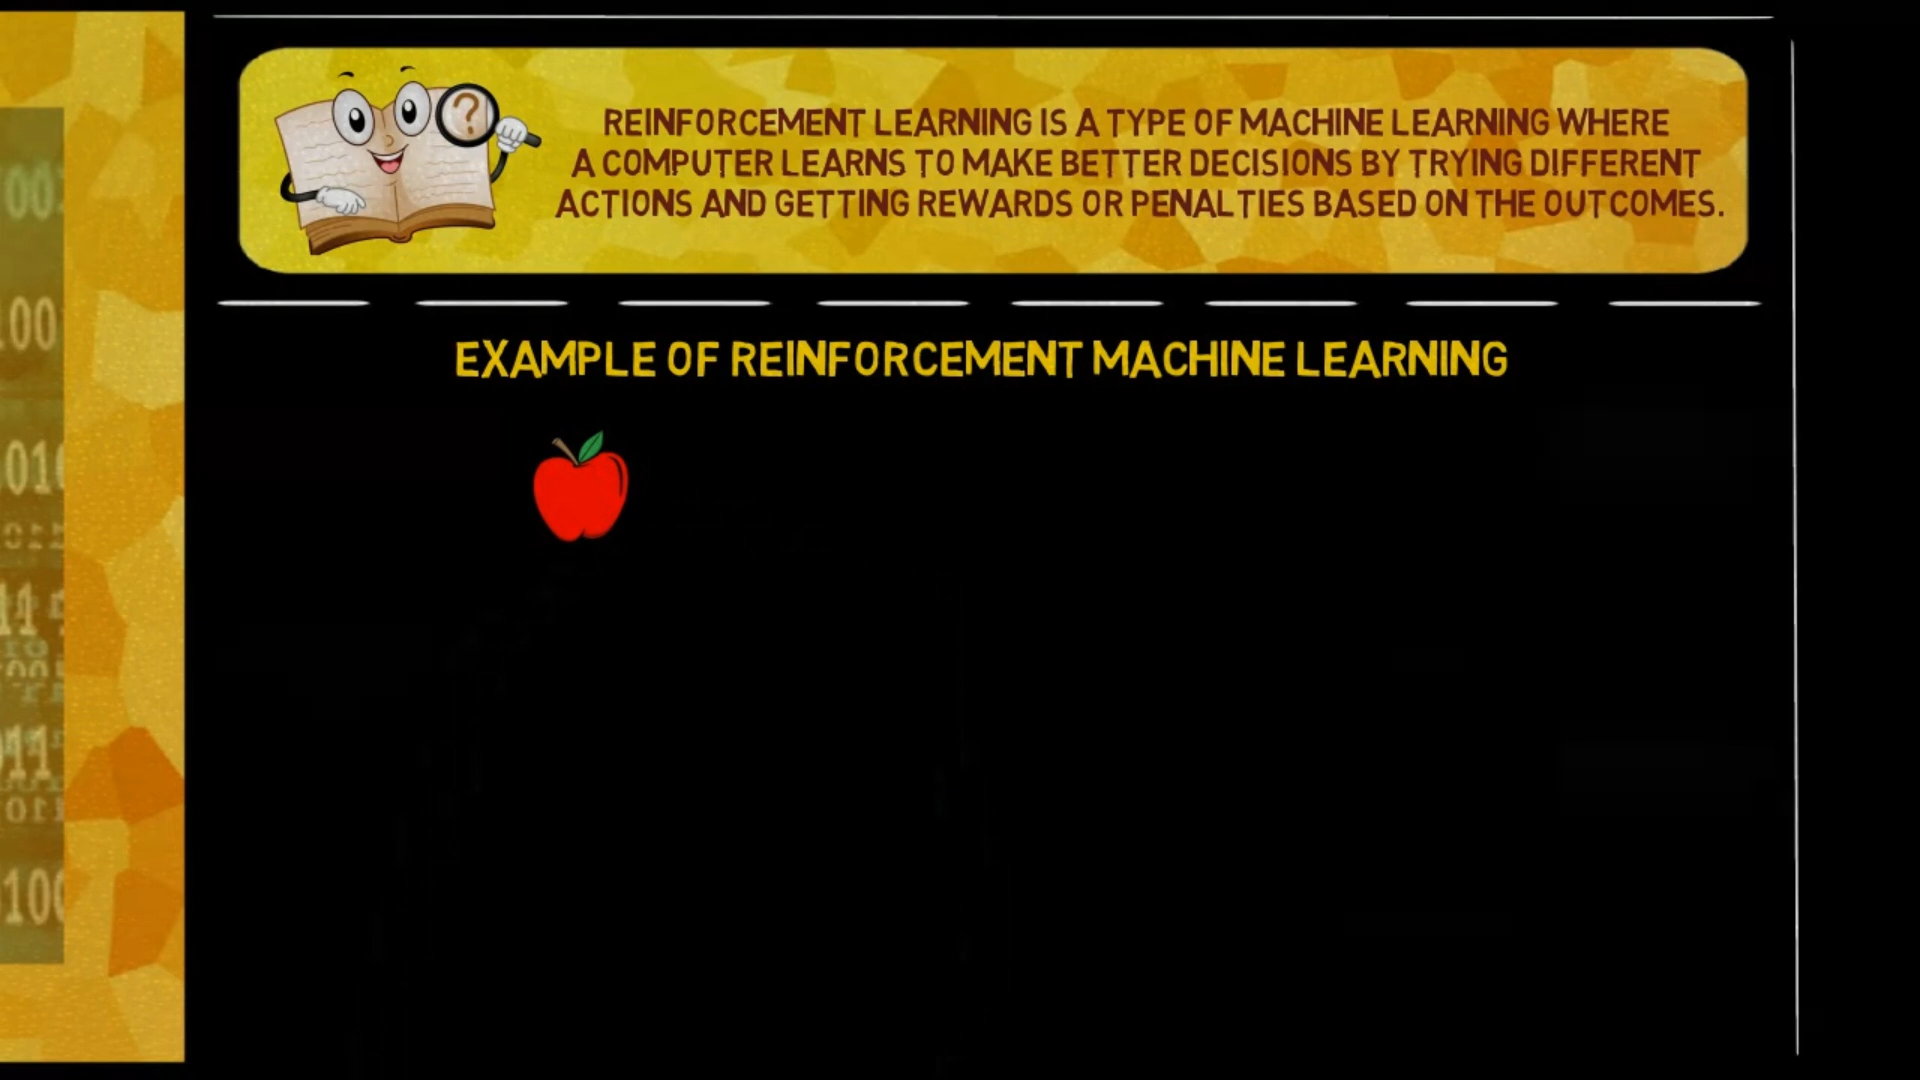 REINFORCEMENT LEARNING IS A TYPE OF MACHINE LEARNING WHERE
A COMPUTER LEARNS TO MAKE BETTER DECISIONS BY TRYING DIFFERENT
ACTIONS AND GETTING REWARDS OR PENALTIES BASED ON THE OUTCOMES.
?
EXAMPLE OF REINFORCEMENT MACHINE LEARNING